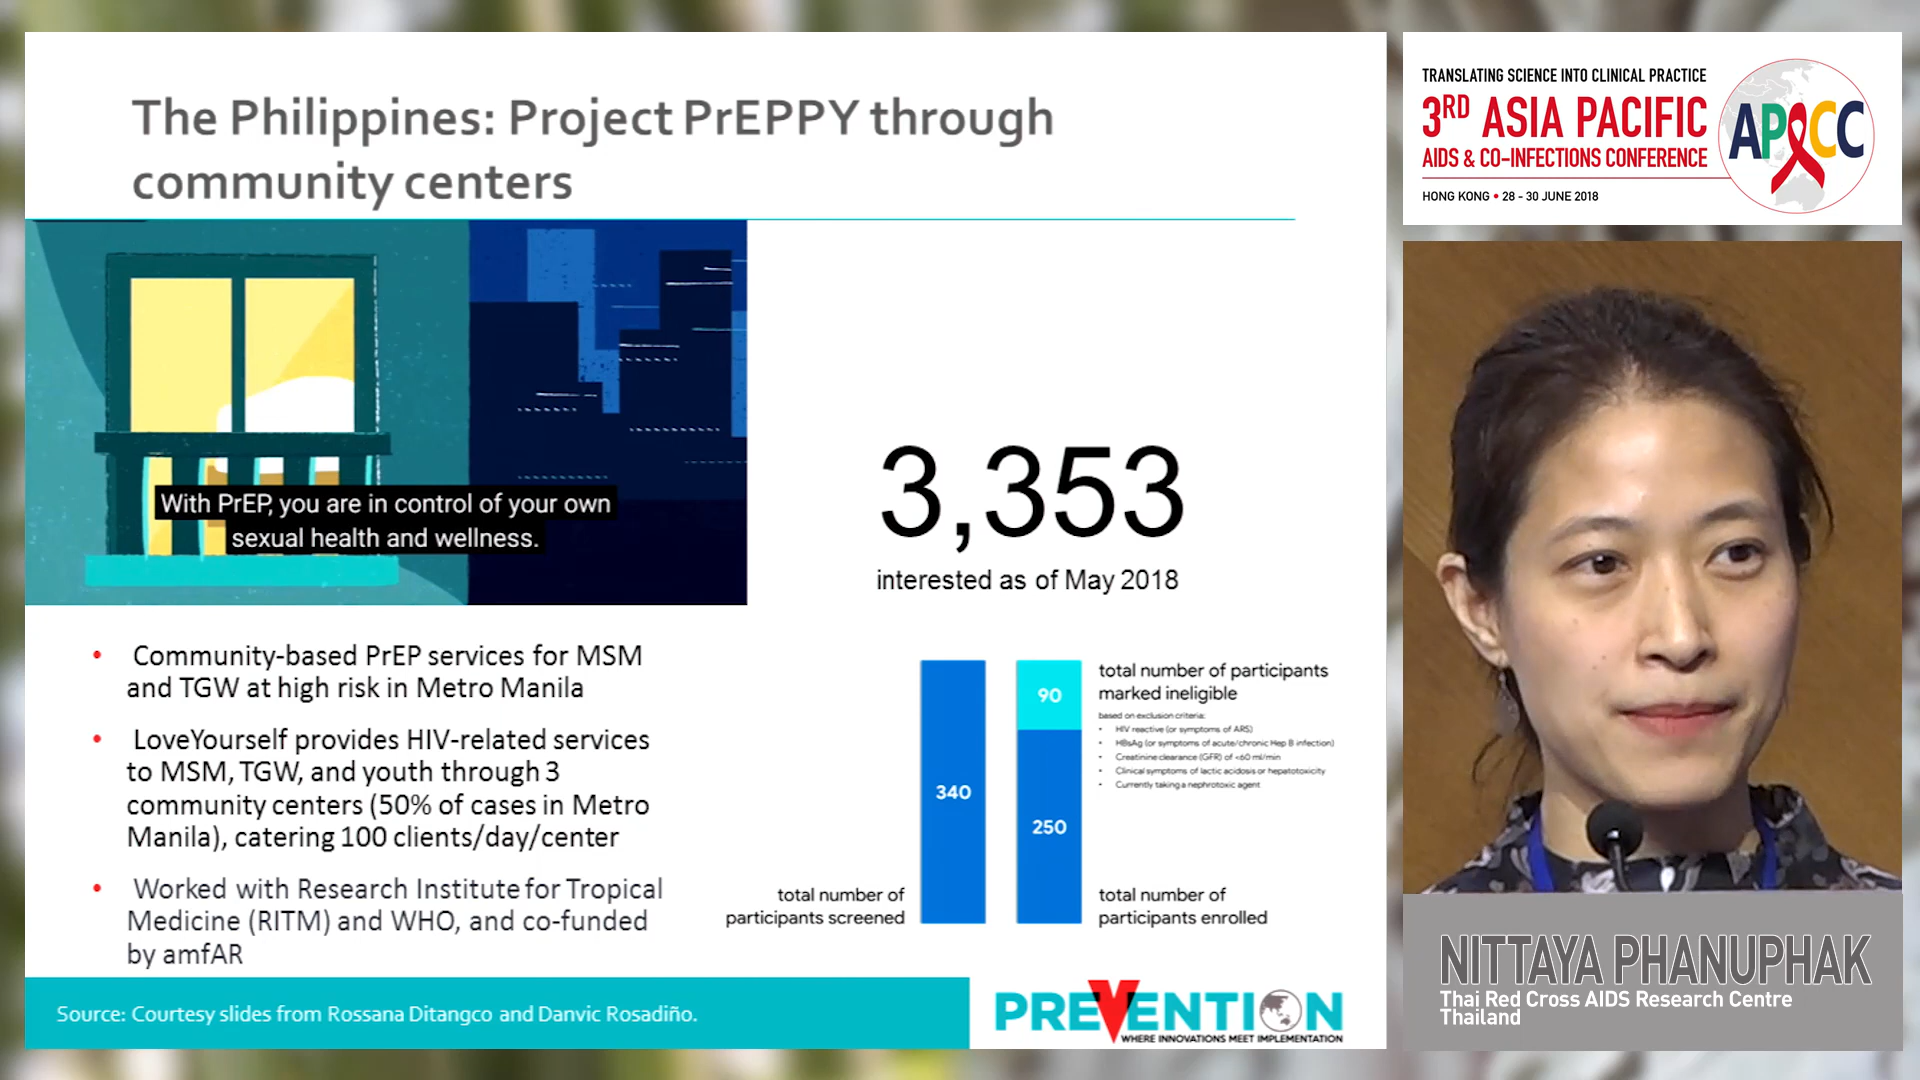 The Philippines: Project PrEPPY through
community centers
With PrEP, you are in control of your own
sexual health and wellness.
3,353
interested as of May 2018
• Community-based PrEP services for MSM
and TGW at high risk in Metro Manila
• LoveYourself provides HIV-related services
to MSM, TGW, and youth through 3
community centers (50% of cases in Metro
Manila), catering 100 clients/day/center
• Worked with Research Institute for Tropical
Medicine (RITM) and WHO, and co-funded
by amfAR
340
total number of
participants screened
90
250
total number of participants
marked ineligible
based on exclusion criteria:
• HIV reactive (or symptoms of ARS)
• HBsAg (or symptoms of acute/chronic Hep B infection)
• Creatinine clearance (GFR) of <60 ml/min
• Clinical symptoms of lactic acidosis or hepatotoxicity
• Currently taking a nephrotoxic agent
total number of
participants enrolled
Source: Courtesy slides from Rossana Ditangco and Danvic Rosadiño.
PREVENTION
WHERE INNOVATIONS MEET IMPLEMENTATION
TRANSLATING SCIENCE INTO CLINICAL PRACTICE
3RD ASIA PACIFIC
AIDS & CO-INFECTIONS CONFERENCE
HONG KONG • 28 - 30 JUNE 2018
APACC
NITTAYA PHANUPHAK
Thai Red Cross AIDS Research Centre
Thailand